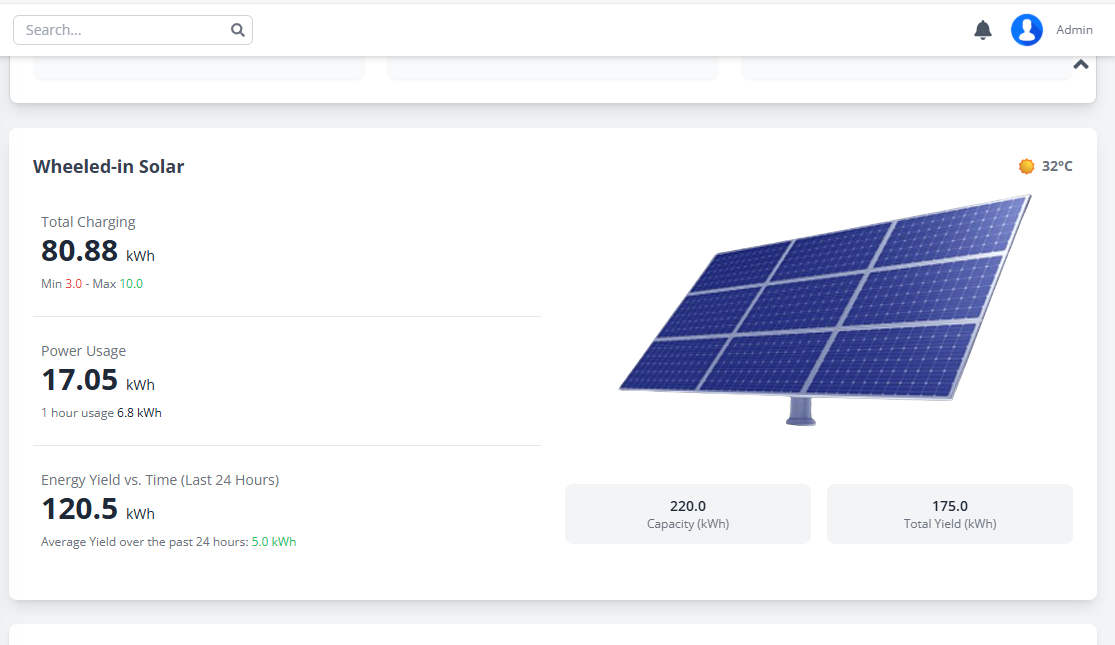 Search...
Admin
Wheeled-in Solar
32°C
Total Charging
80.88 kWh
Min 3.0 - Max 10.0
Power Usage
17.05 kWh
1 hour usage 6.8 kWh
Energy Yield vs. Time (Last 24 Hours)
120.5 kWh
Average Yield over the past 24 hours: 5.0 kWh
220.0
Capacity (kWh)
175.0
Total Yield (kWh)